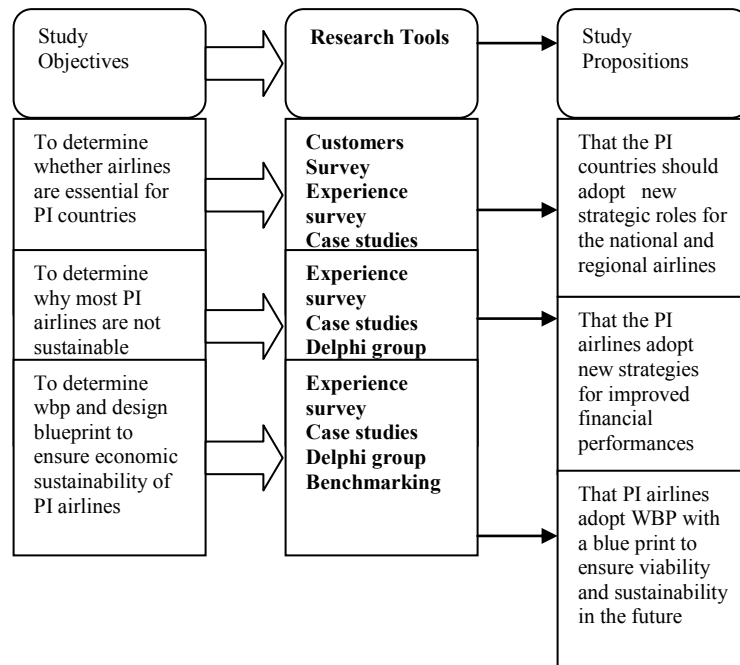 Study
Objectives
Research Tools
Study
Propositions
To determine
whether airlines
are essential for
PI countries
Customers
Survey
Experience
survey
Case studies
That the PI
countries should
adopt new
strategic roles for
the national and
regional airlines
To determine
why most PI
airlines are not
sustainable
Experience
survey
Case studies
Delphi group
That the PI
airlines adopt
new strategies
for improved
financial
performances
To determine
wbp and design
blueprint to
ensure economic
sustainability of
PI airlines
Experience
survey
Case studies
Delphi group
Benchmarking
That PI airlines
adopt WBP with
a blue print to
ensure viability
and sustainability
in the future